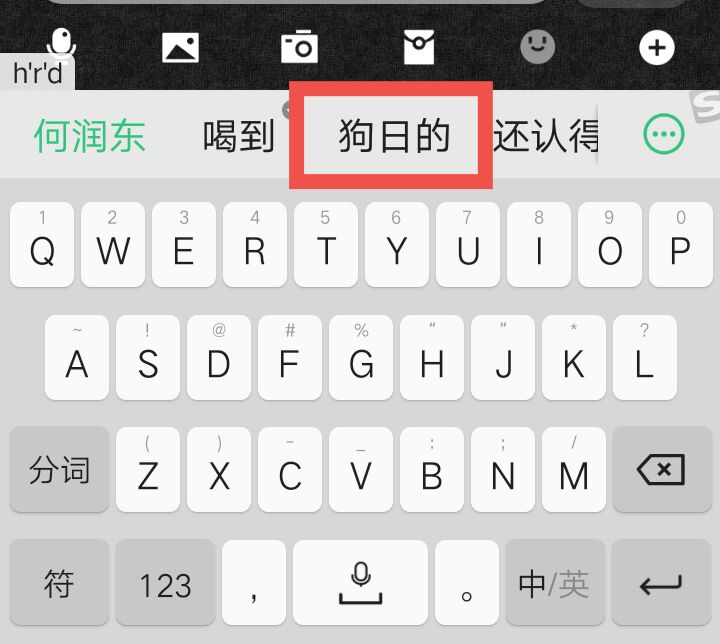 h'r'd
何润东 喝到 狗日的 还认得
1 2 3 4 5 6 7 8 9 0
Q W E R T Y U I O P
~ ! @ # % “ ” * ?
A S D F G H J K L
( ) - _ : ; /
分词 Z X C V B N M
符 123 , 。 中/英